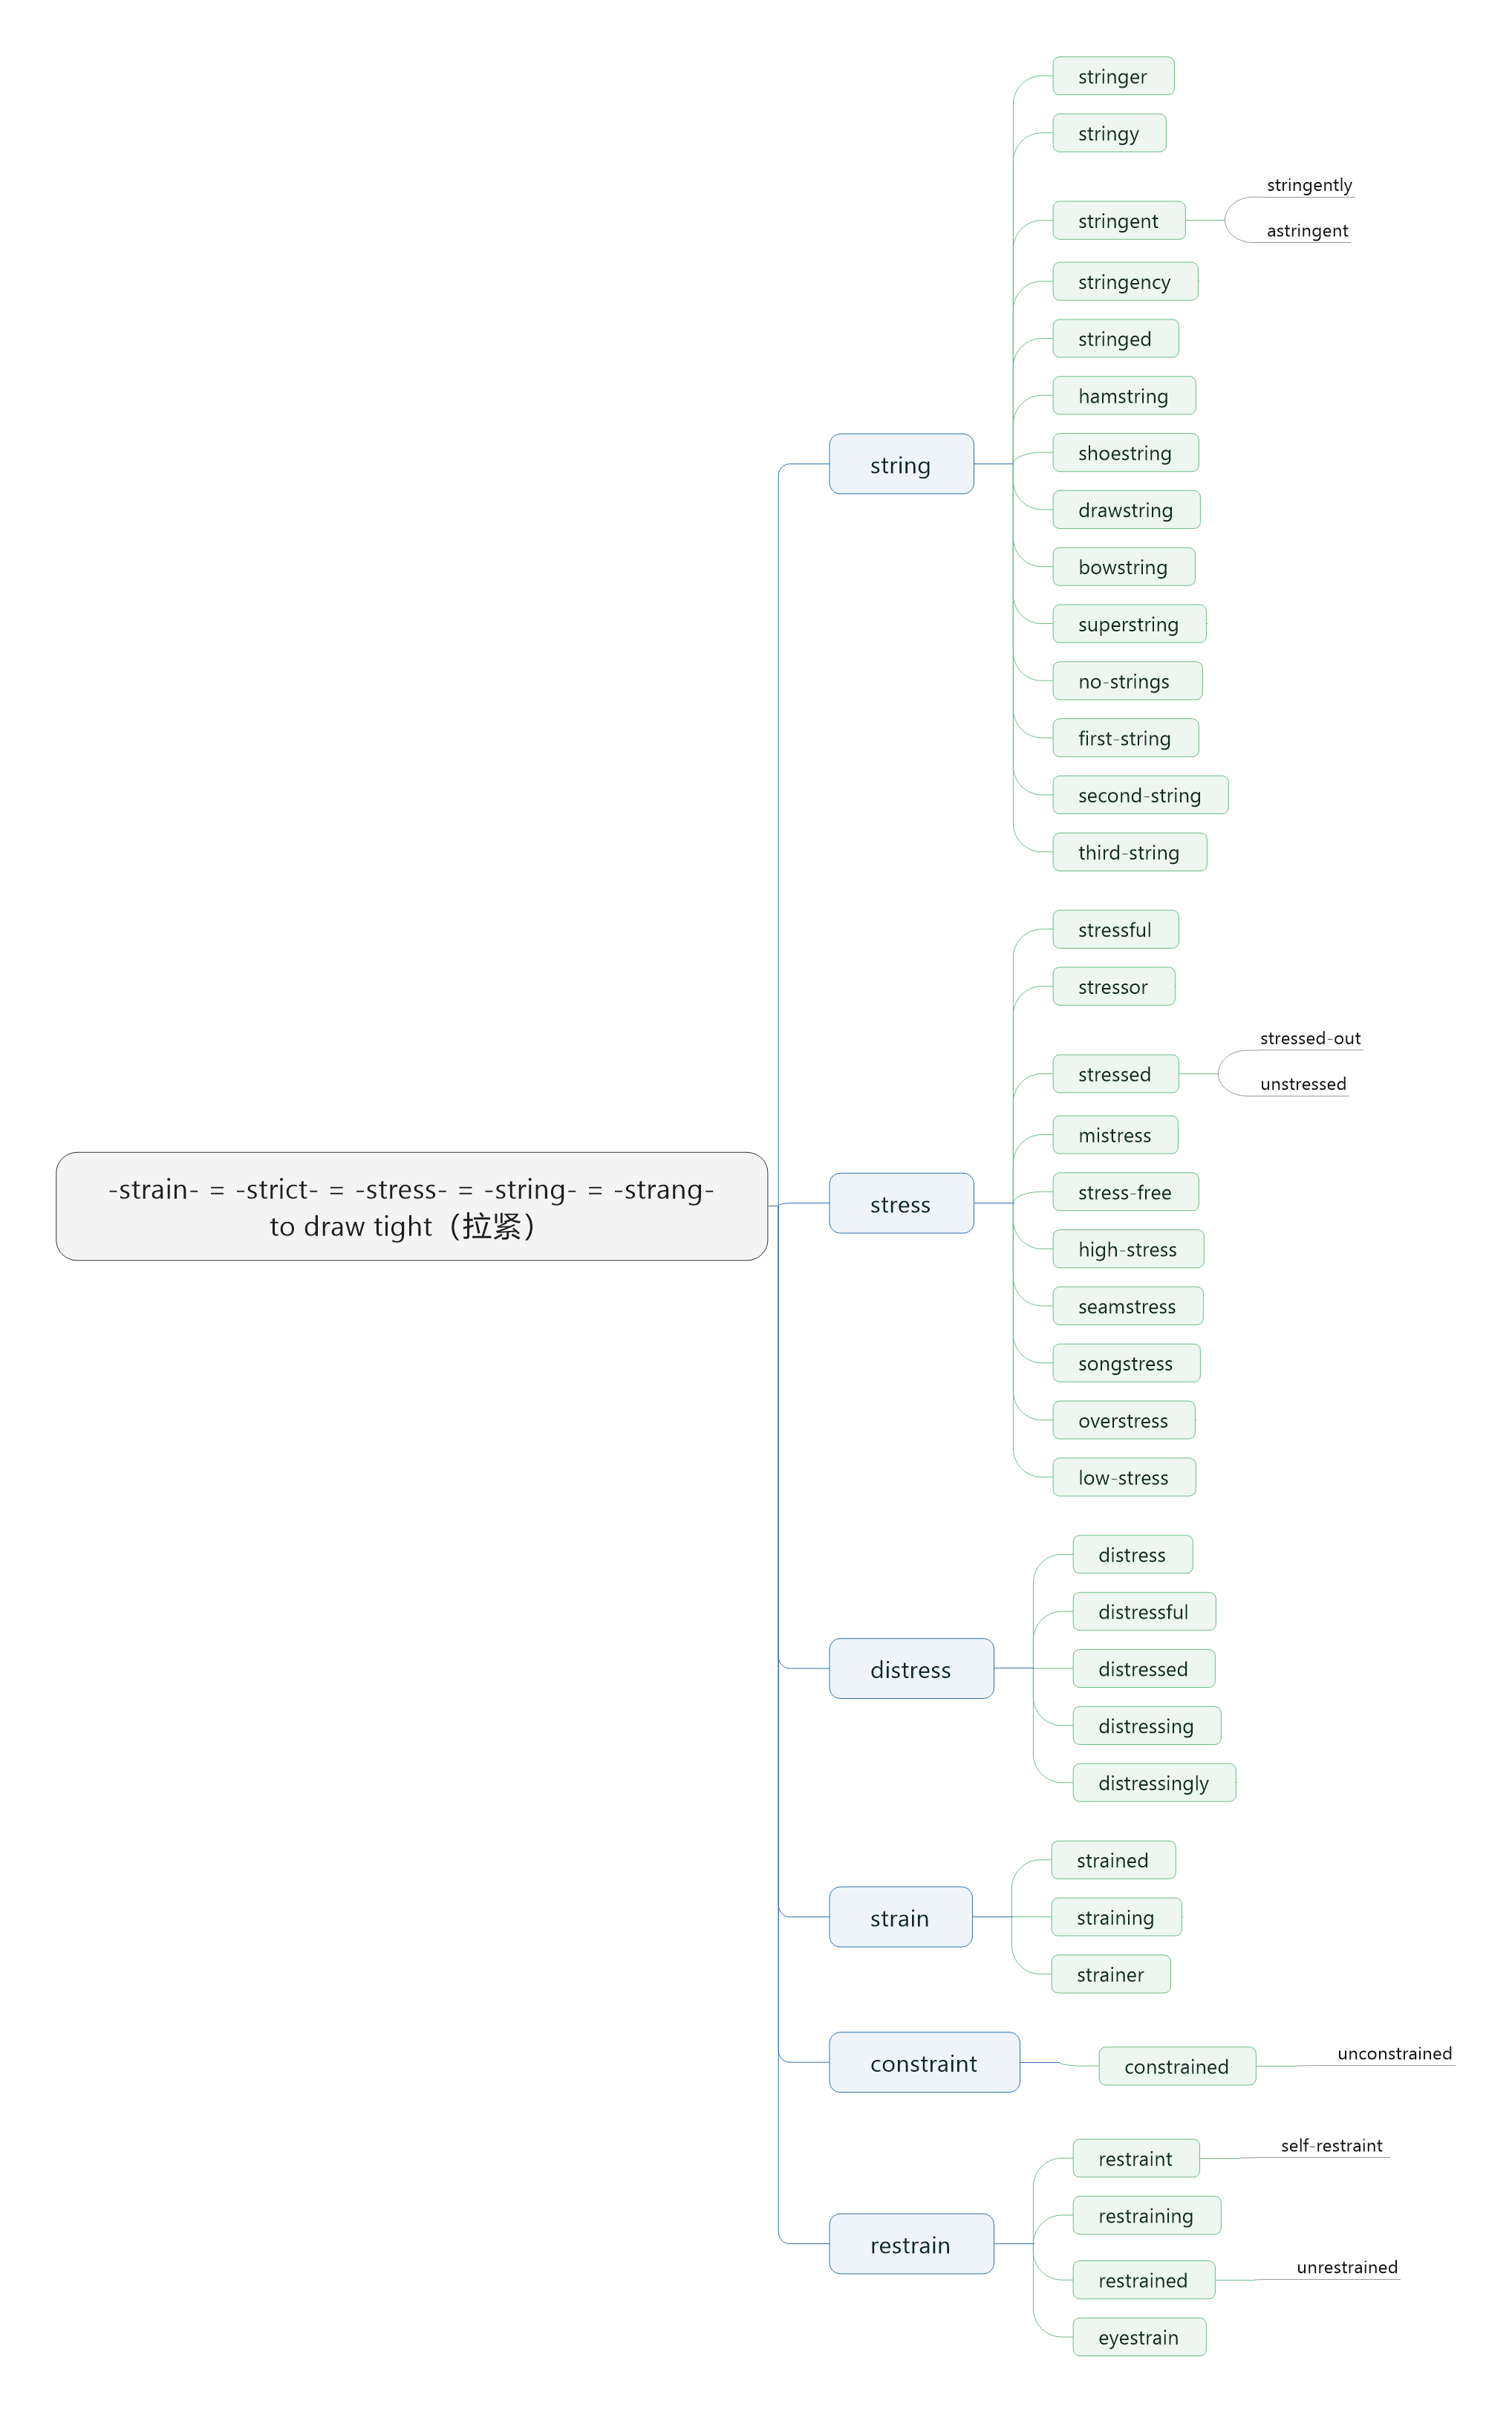 -strain- = -strict- = -stress- = -string- = -strang-
to draw tight（拉紧）
string
stringer
stringy
stringent
stringently
astringent
stringency
stringed
hamstring
shoestring
drawstring
bowstring
superstring
no-strings
first-string
second-string
third-string
stress
stressful
stressor
stressed
stressed-out
unstressed
mistress
stress-free
high-stress
seamstress
songstress
overstress
low-stress
distress
distress
distressful
distressed
distressing
distressingly
strain
strained
straining
strainer
constraint
constrained
unconstrained
restrain
restraint
self-restraint
restraining
restrained
unrestrained
eyestrain